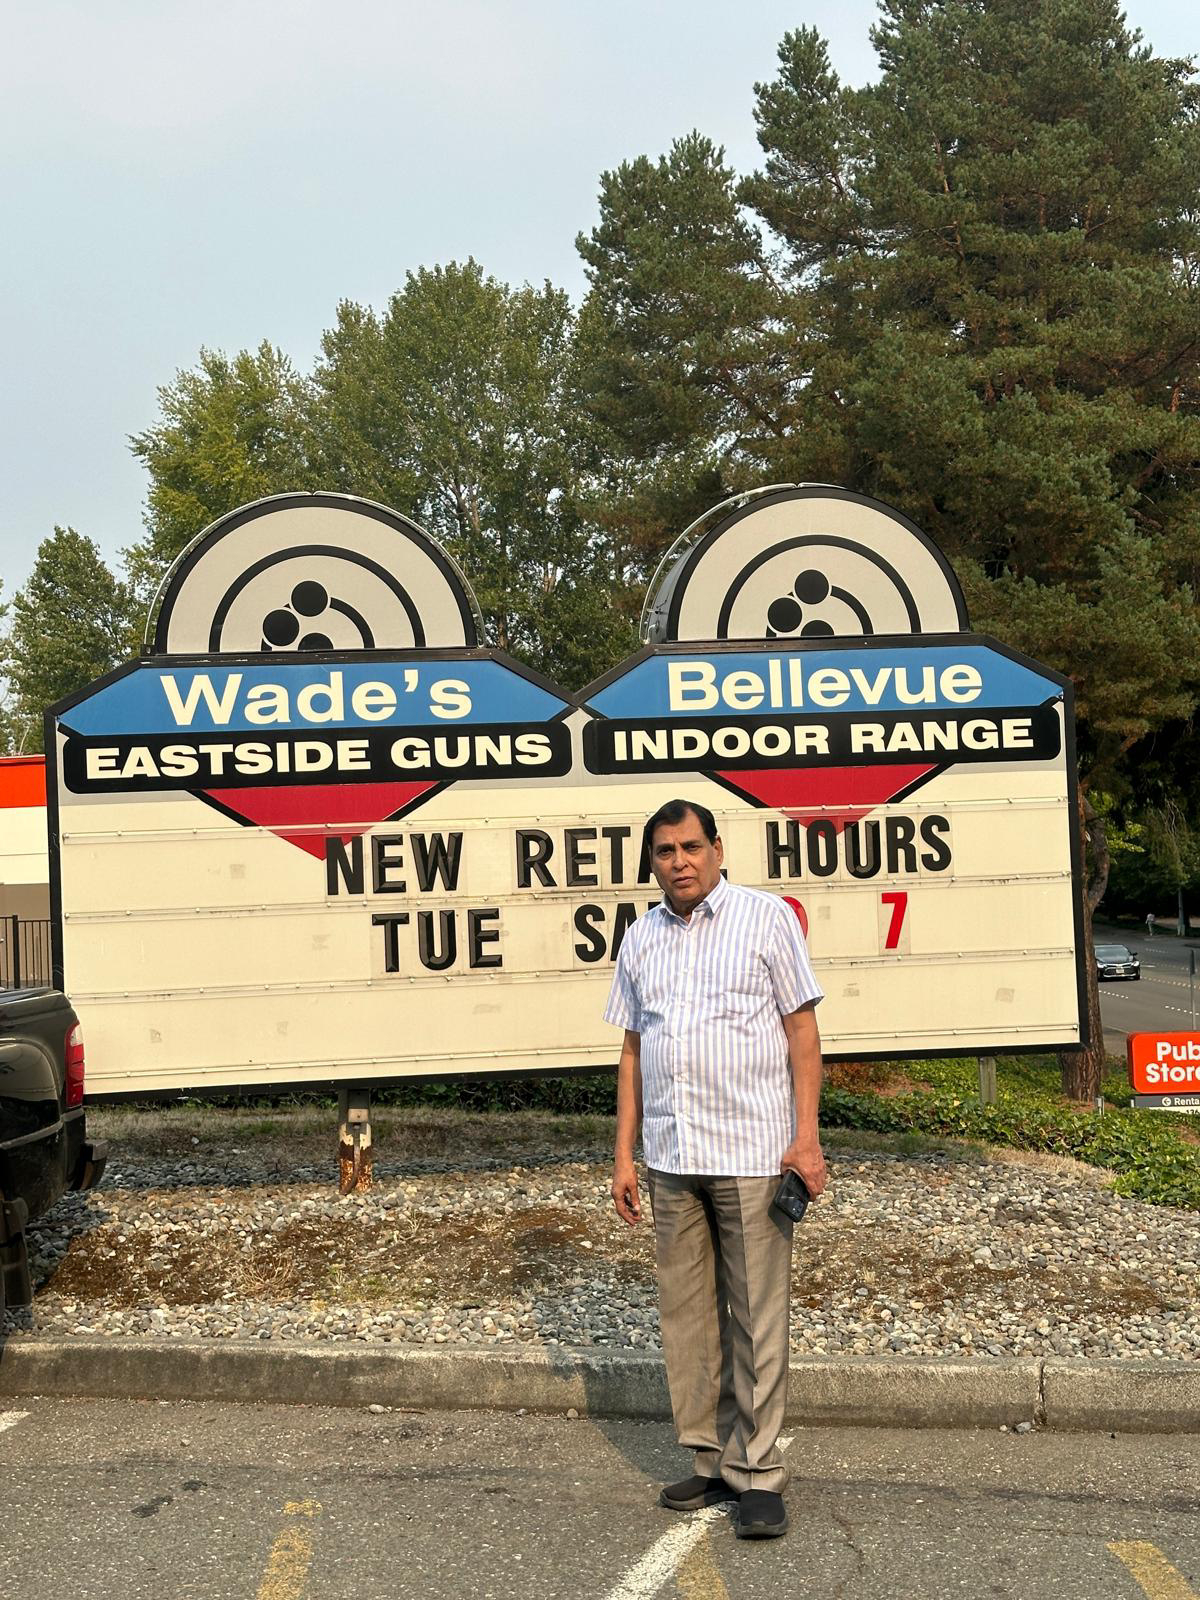 Wade's
EASTSIDE GUNS
Bellevue
INDOOR RANGE
NEW HOURS
TUE 7